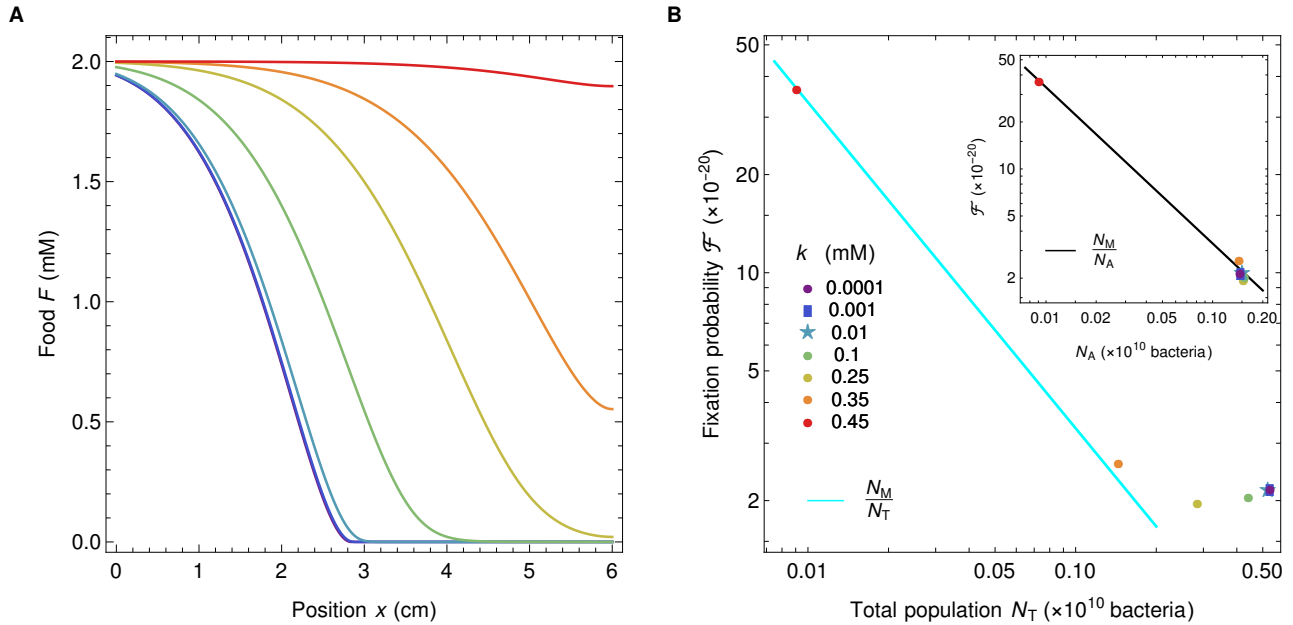 A
Food F (mM)
2.0
1.5
1.0
0.5
0.0
0 1 2 3 4 5 6
Position x (cm)
B
Fixation probability ℱ (×10⁻²⁰)
50
20
10
5
2
k (mM)
0.0001
0.001
0.01
0.1
0.25
0.35
0.45
N_M
N_T
0.01 0.05 0.10 0.50
Total population N_T (×10¹⁰ bacteria)
ℱ (×10⁻²⁰)
50
20
10
5
2
N_M
N_A
0.01 0.02 0.05 0.10 0.20
N_A (×10¹⁰ bacteria)